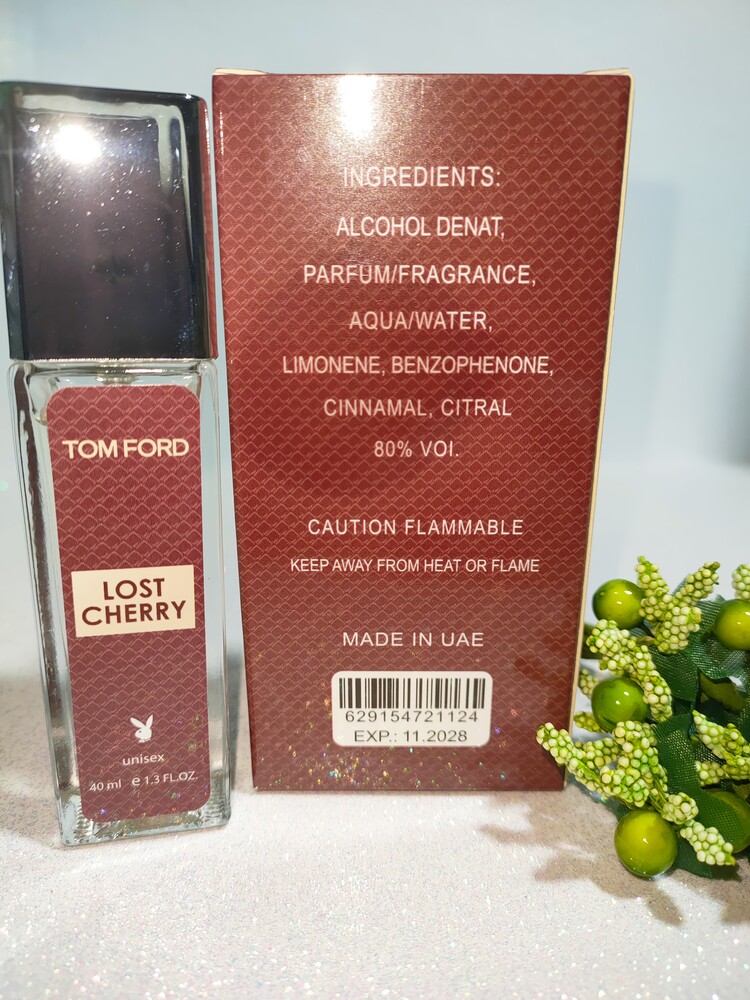 TOM FORD
LOST
CHERRY
unisex
40 ml e 1.3 FL.OZ.
INGREDIENTS:
ALCOHOL DENAT,
PARFUM/FRAGRANCE,
AQUA/WATER,
LIMONENE, BENZOPHENONE,
CINNAMAL, CITRAL
80% VOI.
CAUTION FLAMMABLE
KEEP AWAY FROM HEAT OR FLAME
MADE IN UAE
629154721124
EXP.: 11.2028